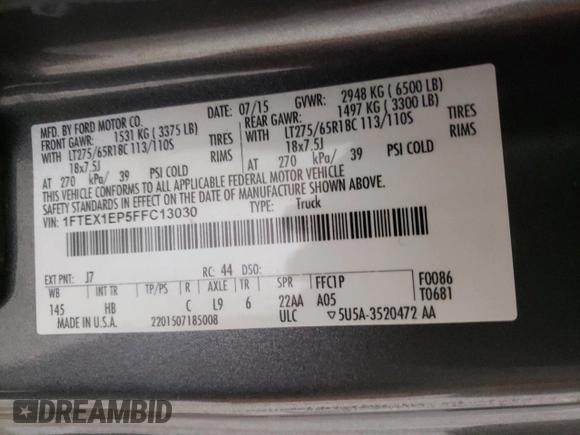 MFD. BY FORD MOTOR CO.
DATE: 07/15 GVWR: 2948 KG ( 6500 LB)
FRONT GAWR: 1531 KG ( 3375 LB) REAR GAWR: 1497 KG ( 3300 LB)
WITH LT275/65R18C 113/110S TIRES WITH LT275/65R18C 113/110S TIRES
18x7.5J RIMS 18x7.5J RIMS
AT 270 kPa/ 39 PSI COLD AT 270 kPa/ 39 PSI COLD
THIS VEHICLE CONFORMS TO ALL APPLICABLE FEDERAL MOTOR VEHICLE
SAFETY STANDARDS IN EFFECT ON THE DATE OF MANUFACTURE SHOWN ABOVE.
VIN: 1FTEX1EP5FFC13030
TYPE: Truck
EXT PNT: J7 RC: 44 DSO: F0086
WB INT TR TP/PS R AXLE TR SPR FFC1P T0681
145 HB C L9 6 22AA A05
MADE IN U.S.A. 2201507185008 ULC ▽5U5A-3520472 AA
DREAMBID